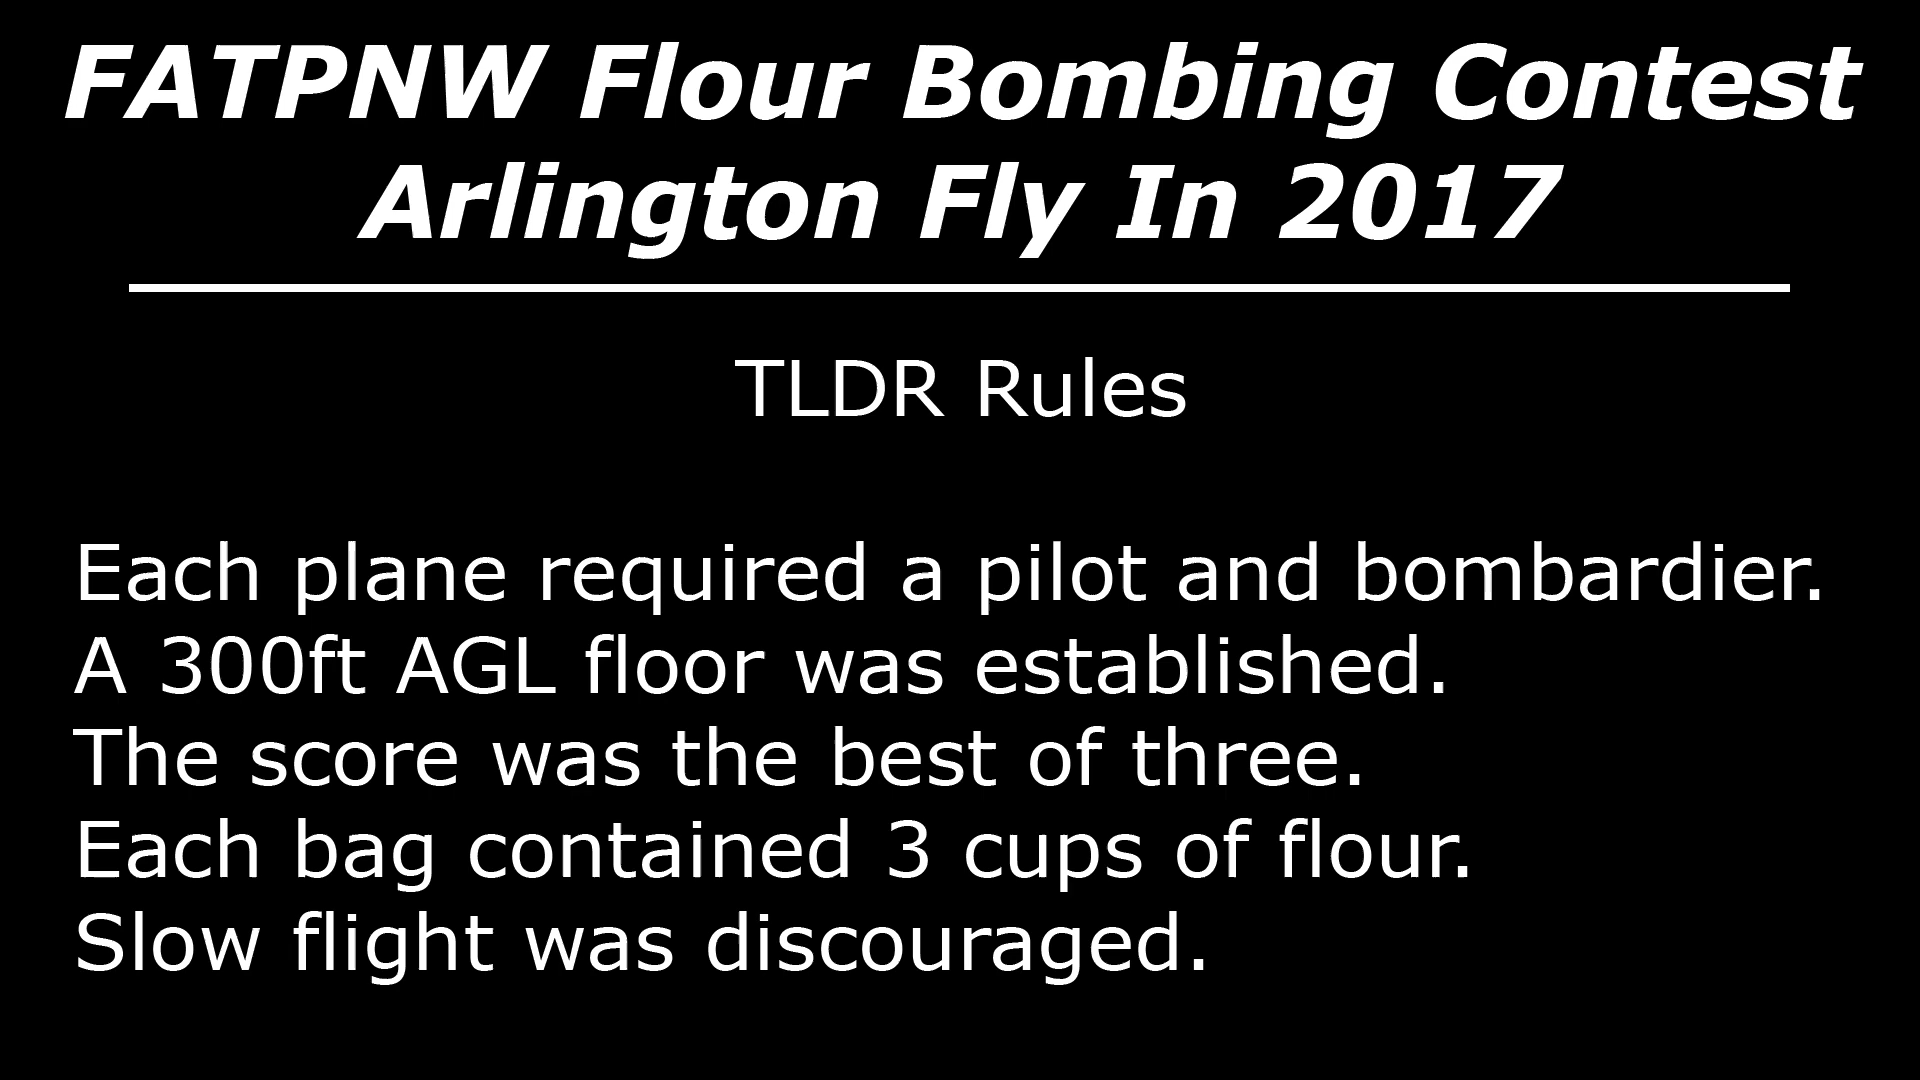 FATPNW Flour Bombing Contest
Arlington Fly In 2017
TLDR Rules
Each plane required a pilot and bombardier.
A 300ft AGL floor was established.
The score was the best of three.
Each bag contained 3 cups of flour.
Slow flight was discouraged.